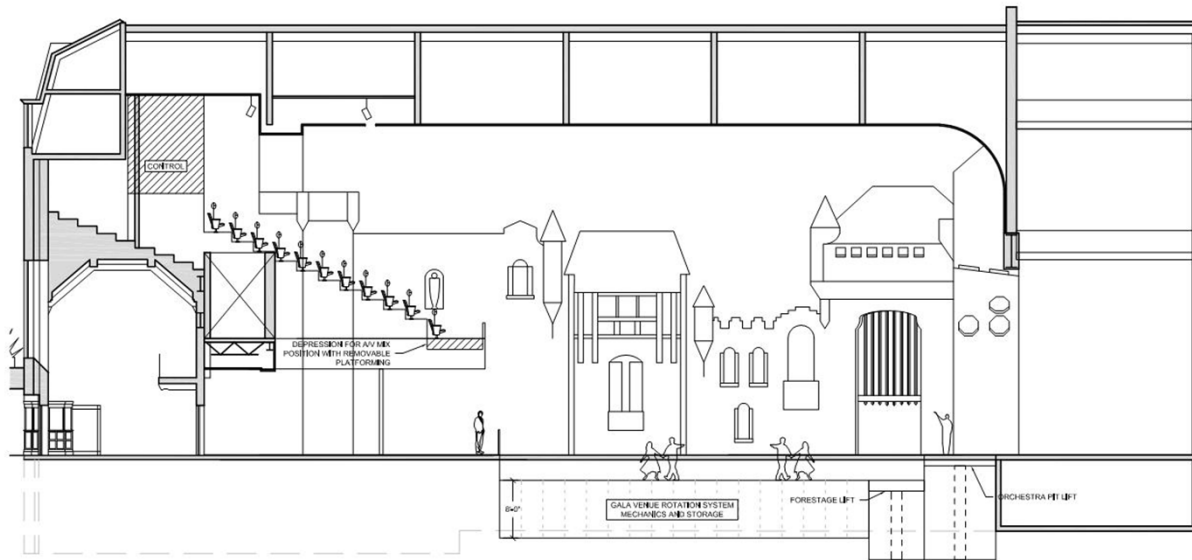 CONTROL
DEPRESSION FOR A/V MIX
POSITION WITH REMOVABLE
PLATFORMING
8'-0"
GALA VENUE ROTATION SYSTEM
MECHANICS AND STORAGE
FORESTAGE LIFT
ORCHESTRA PIT LIFT